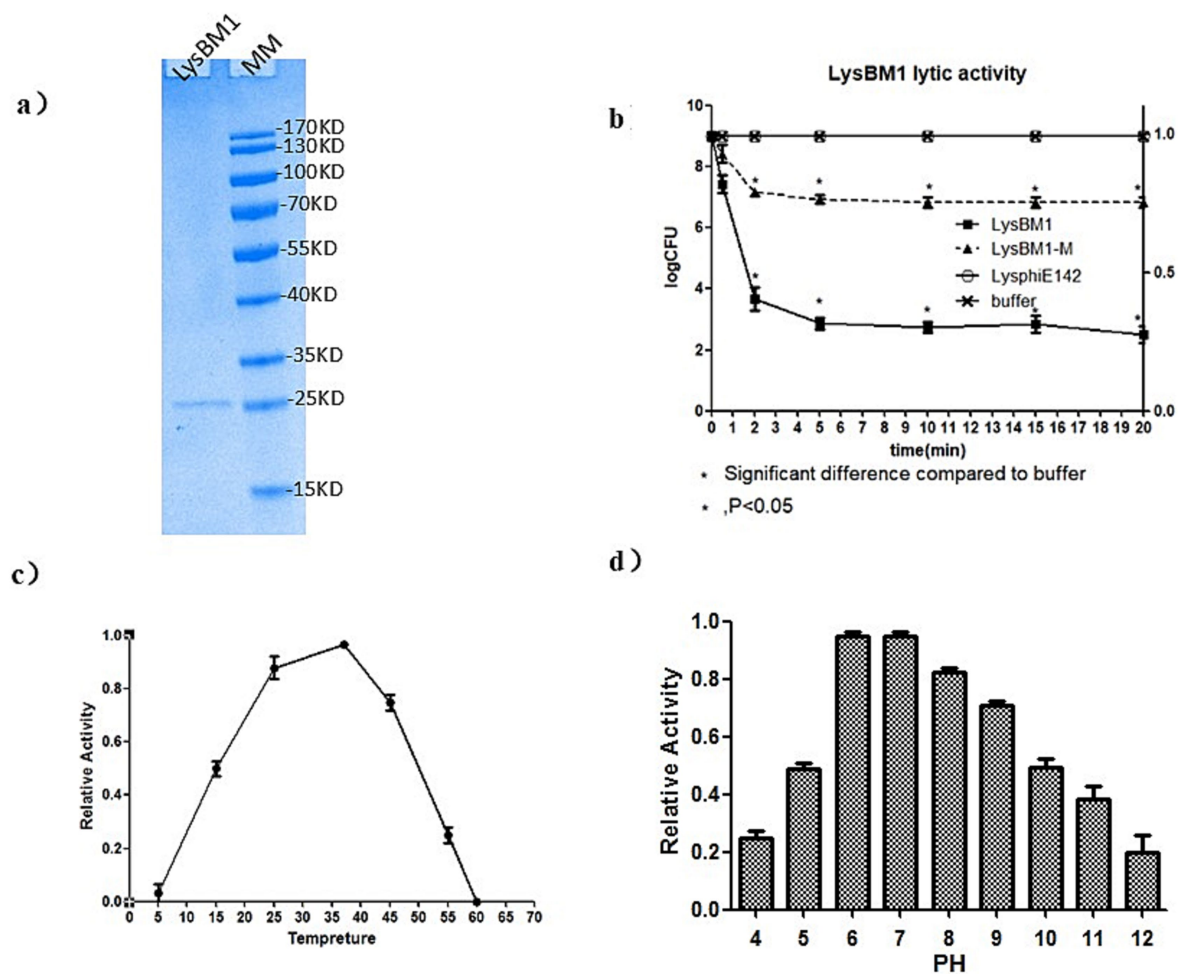 a)
LysBM1
MM
-170KD
-130KD
-100KD
-70KD
-55KD
-40KD
-35KD
-25KD
-15KD
b
LysBM1 lytic activity
logCFU
10
8
6
4
2
0
1.0
0.5
0.0
LysBM1
LysBM1-M
LysphiE142
buffer
0 1 2 3 4 5 6 7 8 9 10 11 12 13 14 15 16 17 18 19 20
time(min)
* Significant difference compared to buffer
* ,P<0.05
c)
Relative Activity
1.0
0.8
0.6
0.4
0.2
0.0
0 5 10 15 20 25 30 35 40 45 50 55 60 65 70
Tempreture
d)
Relative Activity
1.0
0.8
0.6
0.4
0.2
0.0
4 5 6 7 8 9 10 11 12
PH